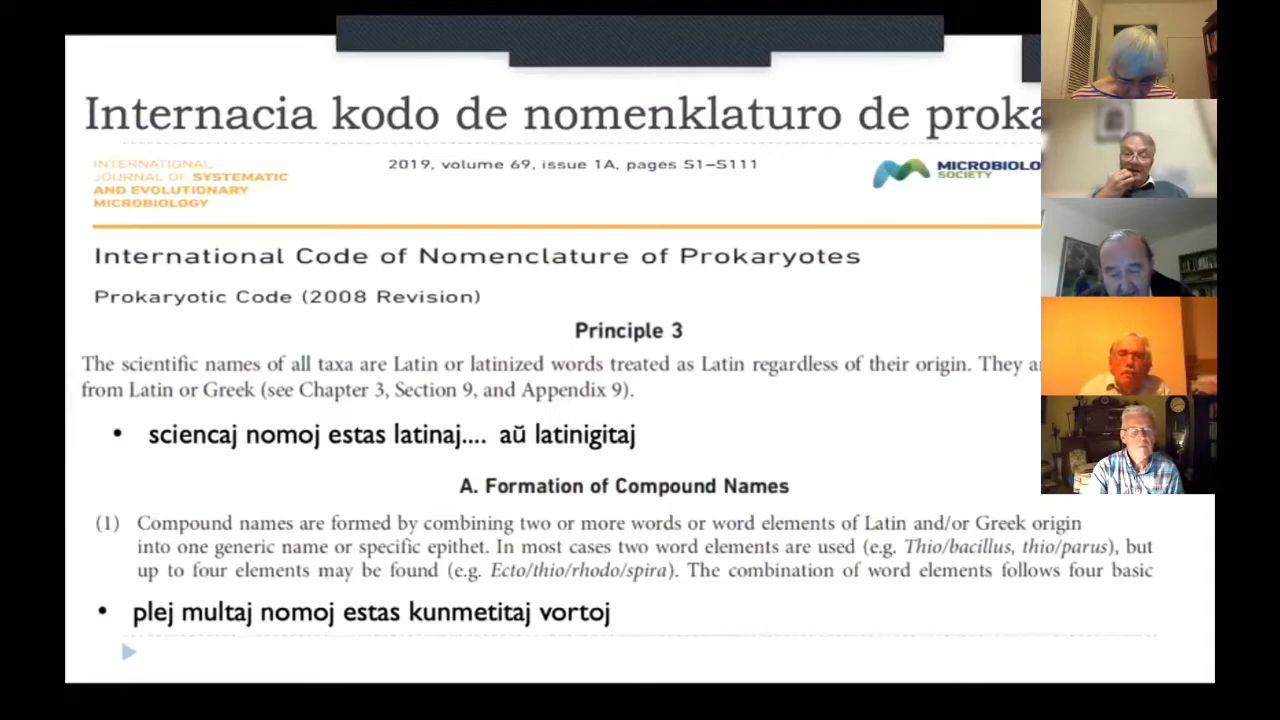 Internacia kodo de nomenklaturo de proka
INTERNATIONAL
JOURNAL OF SYSTEMATIC
AND EVOLUTIONARY
MICROBIOLOGY
2019, volume 69, issue 1A, pages S1–S111
MICROBIOLO
SOCIETY
International Code of Nomenclature of Prokaryotes
Prokaryotic Code (2008 Revision)
Principle 3
The scientific names of all taxa are Latin or latinized words treated as Latin regardless of their origin. They a
from Latin or Greek (see Chapter 3, Section 9, and Appendix 9).
• sciencaj nomoj estas latinaj.... aŭ latinigitaj
A. Formation of Compound Names
(1) Compound names are formed by combining two or more words or word elements of Latin and/or Greek origin
into one generic name or specific epithet. In most cases two word elements are used (e.g. Thio/bacillus, thio/parus), but
up to four elements may be found (e.g. Ecto/thio/rhodo/spira). The combination of word elements follows four basic
• plej multaj nomoj estas kunmetitaj vortoj